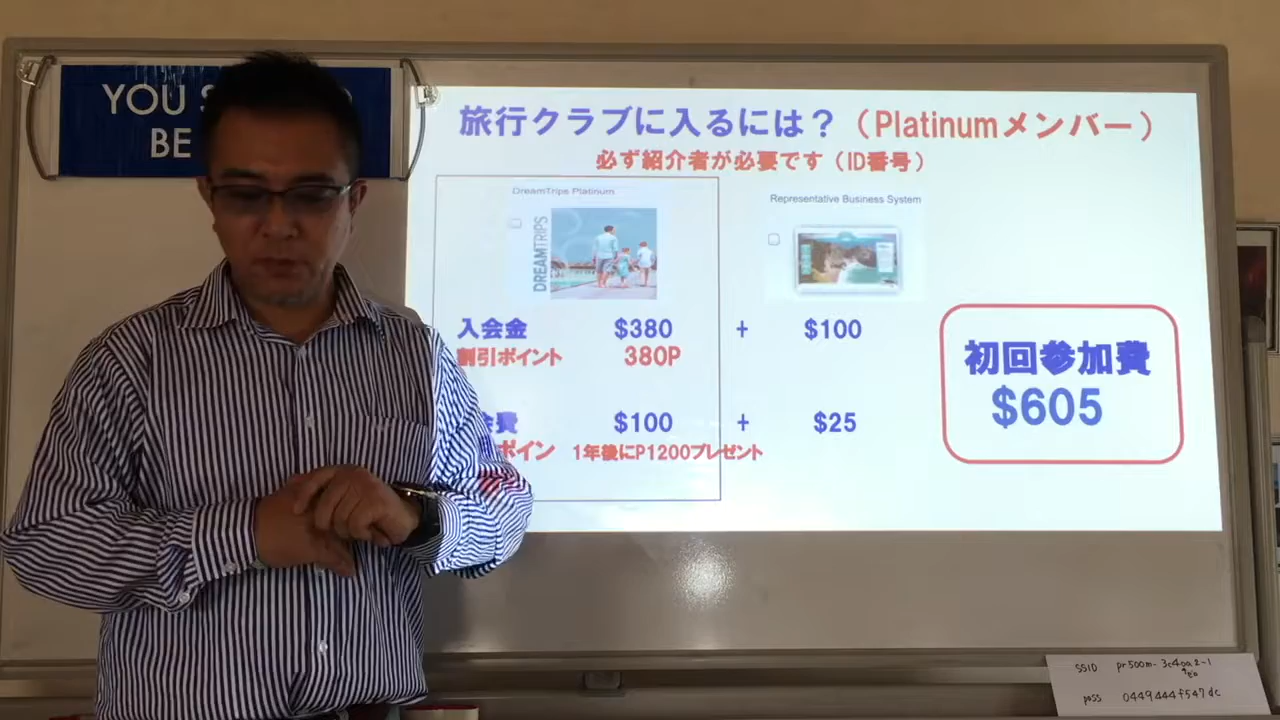 YOU S
BE
旅行クラブに入るには？（Platinumメンバー）
必ず紹介者が必要です（ID番号）
DreamTrips Platinum
DREAMTRIPS
Representative Business System
入会金 $380 + $100
割引ポイント 380P
会費 $100 + $25
ポイン 1年後にP1200プレゼント
初回参加費
$605
SSID
pass 0449444f547dc